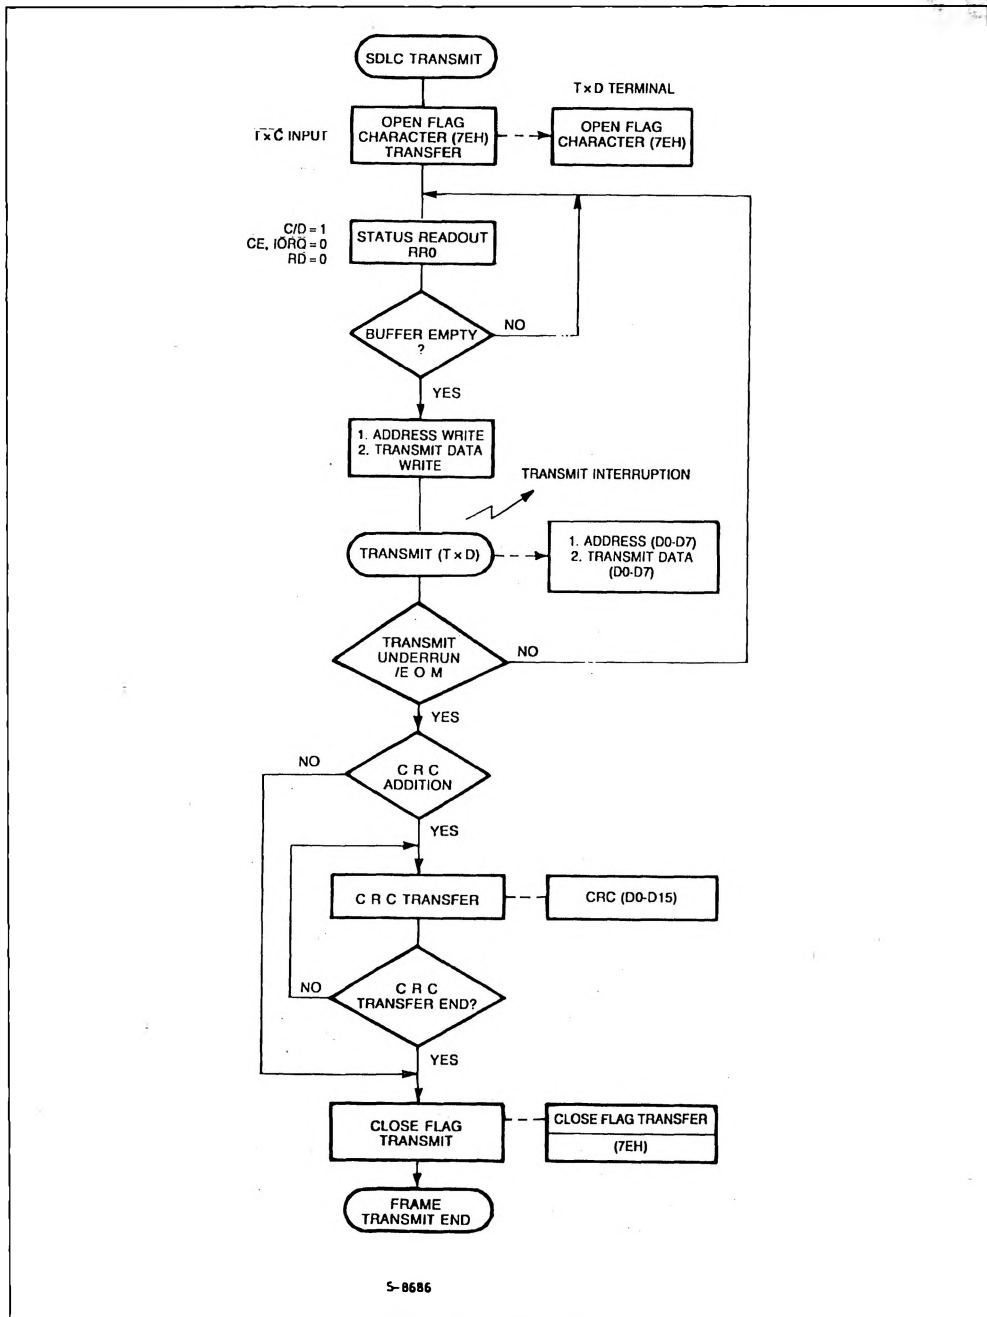 SDLC TRANSMIT
T×D TERMINAL
T̅×̅C̅ INPUT
OPEN FLAG
CHARACTER (7EH)
TRANSFER
OPEN FLAG
CHARACTER (7EH)
C/D = 1
CE, IORQ = 0
RD = 0
STATUS READOUT
RR0
BUFFER EMPTY
?
NO
YES
1. ADDRESS WRITE
2. TRANSMIT DATA
WRITE
TRANSMIT INTERRUPTION
TRANSMIT (T×D)
1. ADDRESS (D0-D7)
2. TRANSMIT DATA
(D0-D7)
TRANSMIT
UNDERRUN
/E O M
NO
YES
NO
C R C
ADDITION
YES
C R C TRANSFER
CRC (D0-D15)
NO
C R C
TRANSFER END?
YES
CLOSE FLAG
TRANSMIT
CLOSE FLAG TRANSFER
(7EH)
FRAME
TRANSMIT END
S-8686